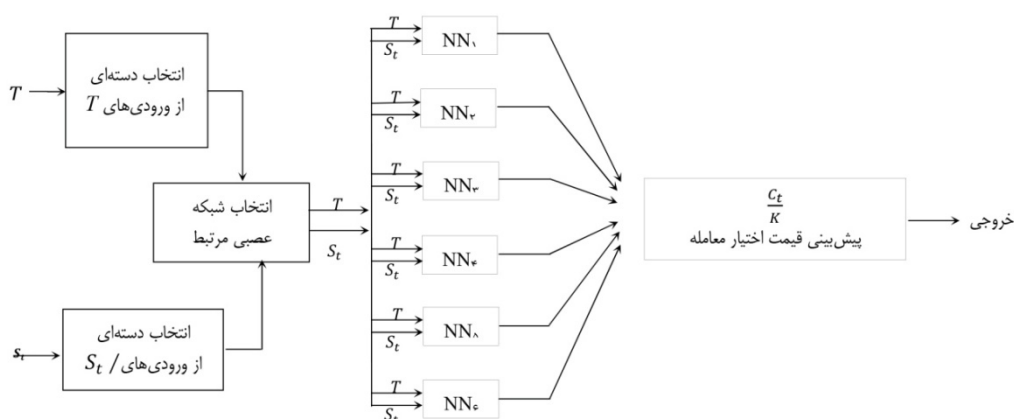 T
انتخاب دسته‌ای
از ورودی‌های T
انتخاب شبکه
عصبی مرتبط
T
S_t
s_t
انتخاب دسته‌ای
از ورودی‌های / S_t
T
S_t
NN۱
T
S_t
NN۲
T
S_t
NN۳
T
S_t
NN۴
T
S_t
NN۸
T
S_t
NN۶
C_t
K
پیش‌بینی قیمت اختیار معامله
خروجی